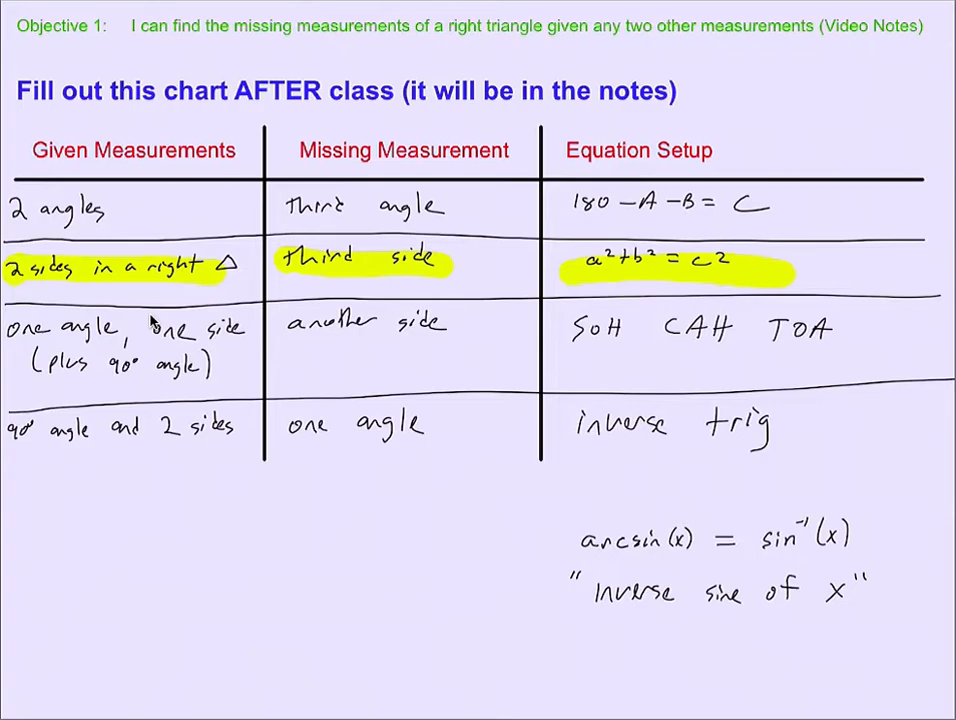 Objective 1: I can find the missing measurements of a right triangle given any two other measurements (Video Notes)
Fill out this chart AFTER class (it will be in the notes)
Given Measurements Missing Measurement Equation Setup
2 angles third angle 180 - A - B = C
2 sides in a right △ third side a² + b² = c²
one angle, one side another side SOH CAH TOA
(plus 90° angle)
90° angle and 2 sides one angle inverse trig
arcsin(x) = sin⁻¹(x)
"inverse sine of x"